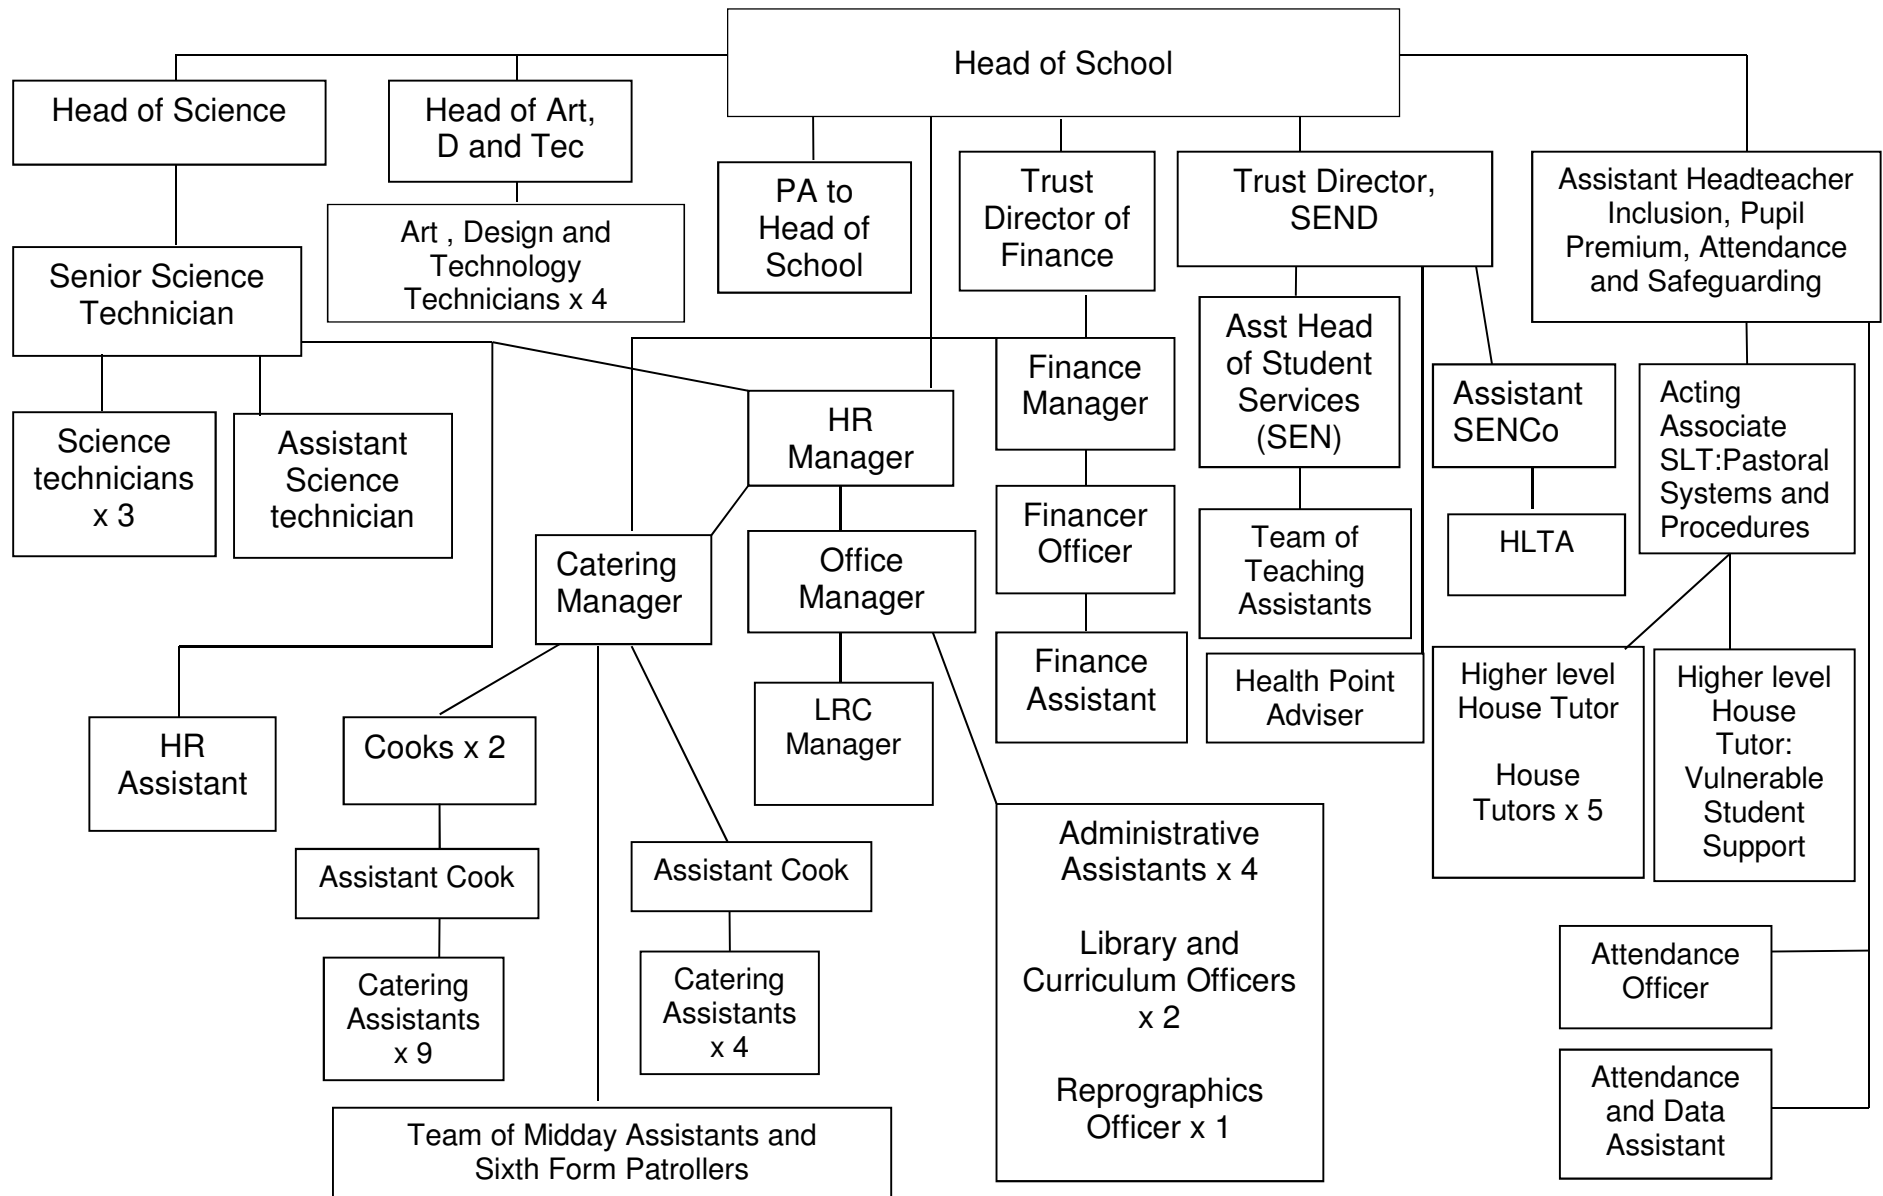 Head of School
Head of Science
Head of Art,
D and Tec
PA to
Head of
School
Trust
Director of
Finance
Trust Director,
SEND
Assistant Headteacher
Inclusion, Pupil
Premium, Attendance
and Safeguarding
Art , Design and
Technology
Technicians x 4
Senior Science
Technician
Science
technicians
x 3
Assistant
Science
technician
HR
Manager
Finance
Manager
Asst Head
of Student
Services
(SEN)
Assistant
SENCo
Acting
Associate
SLT:Pastoral
Systems and
Procedures
Catering
Manager
Office
Manager
Financer
Officer
Team of
Teaching
Assistants
HLTA
Finance
Assistant
Health Point
Adviser
Higher level
House Tutor
House
Tutors x 5
Higher level
House
Tutor:
Vulnerable
Student
Support
HR
Assistant
Cooks x 2
LRC
Manager
Assistant Cook
Assistant Cook
Administrative
Assistants x 4
Library and
Curriculum Officers
x 2
Reprographics
Officer x 1
Catering
Assistants
x 9
Catering
Assistants
x 4
Attendance
Officer
Attendance
and Data
Assistant
Team of Midday Assistants and
Sixth Form Patrollers